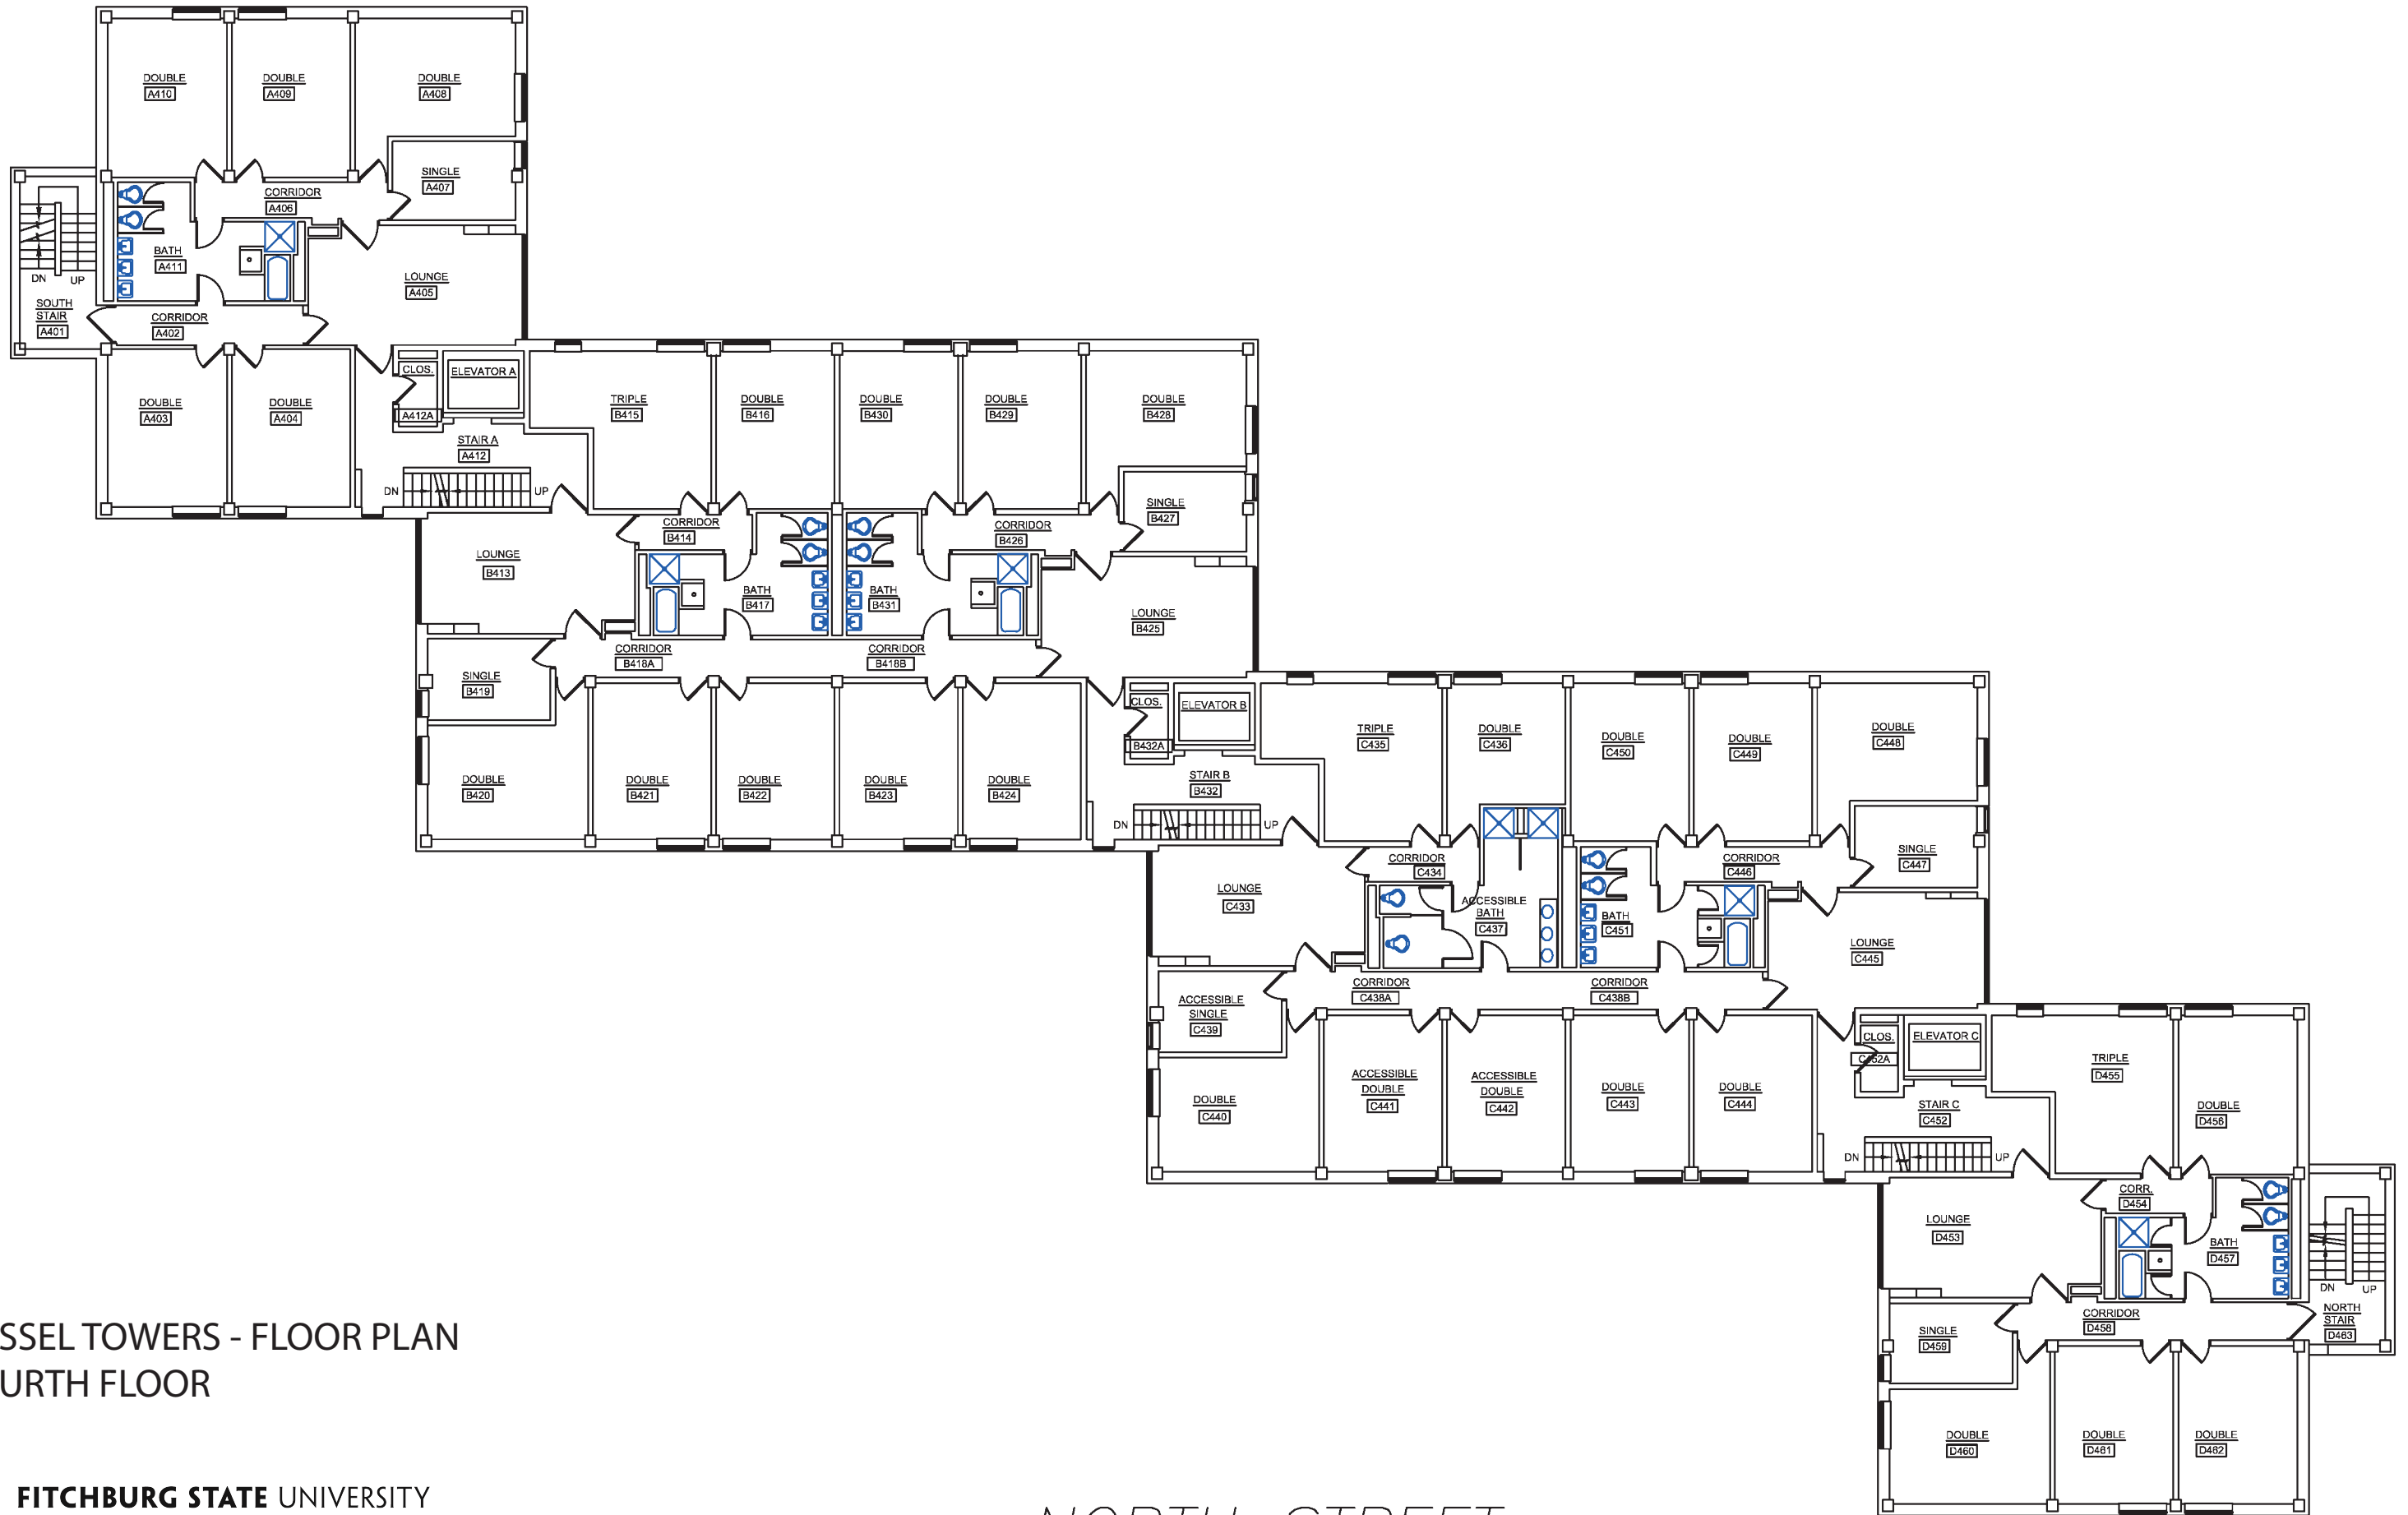 DOUBLE
A410
DOUBLE
A409
DOUBLE
A408
SINGLE
A407
CORRIDOR
A406
BATH
A411
LOUNGE
A405
DN
UP
SOUTH
STAIR
A401
CORRIDOR
A402
DOUBLE
A403
DOUBLE
A404
CLOS.
A412A
ELEVATOR A
STAIR A
A412
DN
UP
TRIPLE
B415
DOUBLE
B416
DOUBLE
B430
DOUBLE
B429
DOUBLE
B428
SINGLE
B427
LOUNGE
B413
CORRIDOR
B414
BATH
B417
BATH
B431
CORRIDOR
B426
LOUNGE
B425
CORRIDOR
B418A
CORRIDOR
B418B
SINGLE
B419
DOUBLE
B420
DOUBLE
B421
DOUBLE
B422
DOUBLE
B423
DOUBLE
B424
CLOS.
B432A
ELEVATOR B
STAIR B
B432
DN
UP
TRIPLE
C435
DOUBLE
C436
DOUBLE
C450
DOUBLE
C449
DOUBLE
C448
SINGLE
C447
LOUNGE
C433
CORRIDOR
C434
ACCESSIBLE
BATH
C437
BATH
C451
CORRIDOR
C446
LOUNGE
C445
CORRIDOR
C438A
CORRIDOR
C438B
ACCESSIBLE
SINGLE
C439
DOUBLE
C440
ACCESSIBLE
DOUBLE
C441
ACCESSIBLE
DOUBLE
C442
DOUBLE
C443
DOUBLE
C444
CLOS.
C452A
ELEVATOR C
STAIR C
C452
DN
UP
TRIPLE
D455
DOUBLE
D456
LOUNGE
D453
CORR.
D454
BATH
D457
DN
UP
NORTH
STAIR
D463
CORRIDOR
D458
SINGLE
D459
DOUBLE
D460
DOUBLE
D461
DOUBLE
D462
SSEL TOWERS - FLOOR PLAN
URTH FLOOR
FITCHBURG STATE UNIVERSITY
NORTH STREET